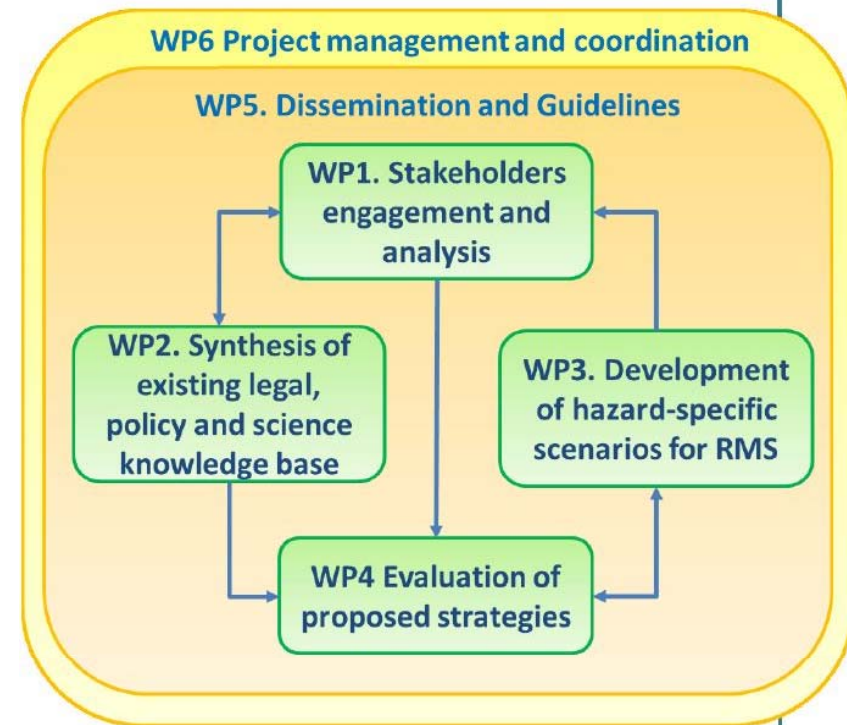 WP6 Project management and coordination
WP5. Dissemination and Guidelines
WP1. Stakeholders
engagement and
analysis
WP2. Synthesis of
existing legal,
policy and science
knowledge base
WP3. Development
of hazard-specific
scenarios for RMS
WP4 Evaluation of
proposed strategies